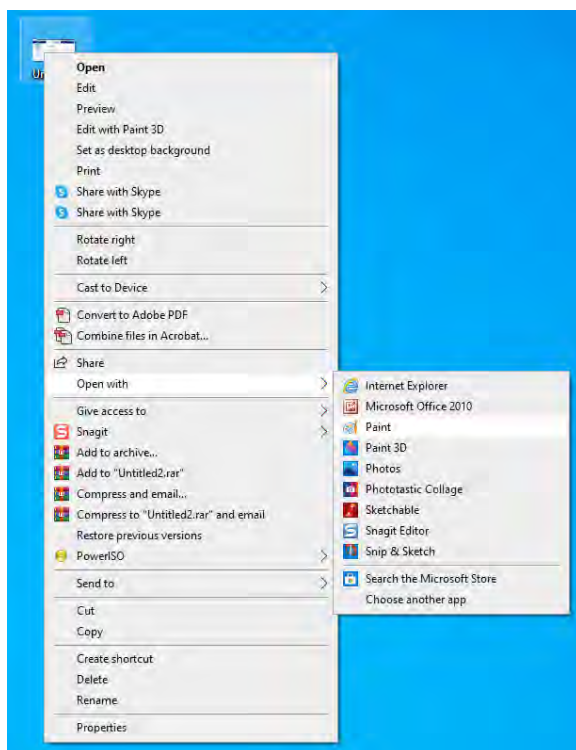 Open
Edit
Preview
Edit with Paint 3D
Set as desktop background
Print
Share with Skype
Share with Skype
Rotate right
Rotate left
Cast to Device
Convert to Adobe PDF
Combine files in Acrobat...
Share
Open with
Give access to
Snagit
Add to archive...
Add to "Untitled2.rar"
Compress and email...
Compress to "Untitled2.rar" and email
Restore previous versions
PowerISO
Send to
Cut
Copy
Create shortcut
Delete
Rename
Properties
Internet Explorer
Microsoft Office 2010
Paint
Paint 3D
Photos
Phototastic Collage
Sketchable
Snagit Editor
Snip & Sketch
Search the Microsoft Store
Choose another app